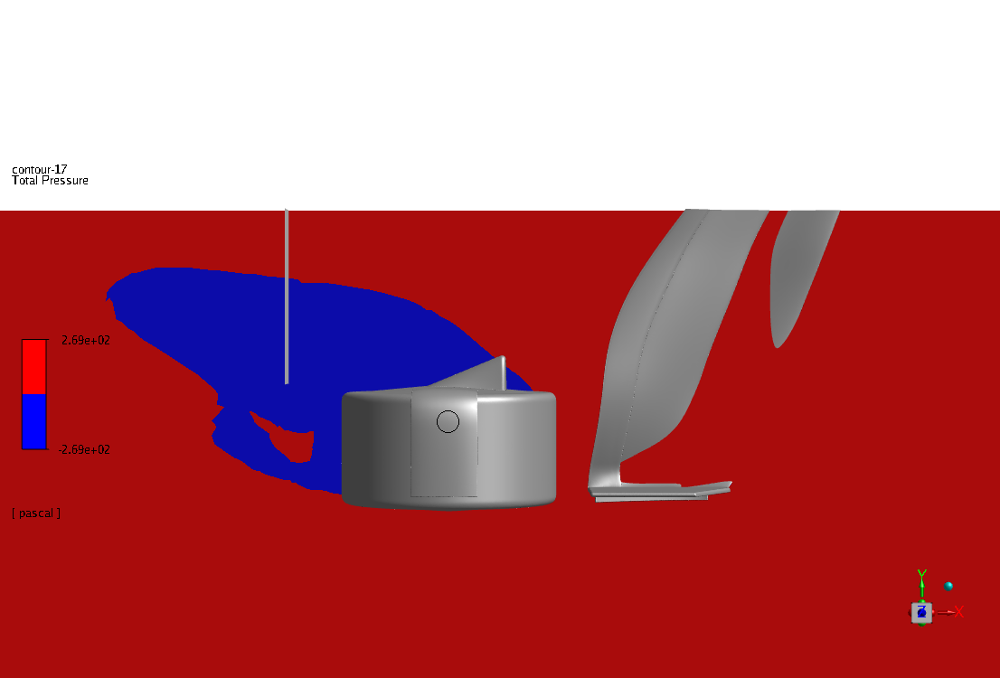 contour-17
Total Pressure
2.69e+02
-2.69e+02
[ pascal ]
Y
Z
X